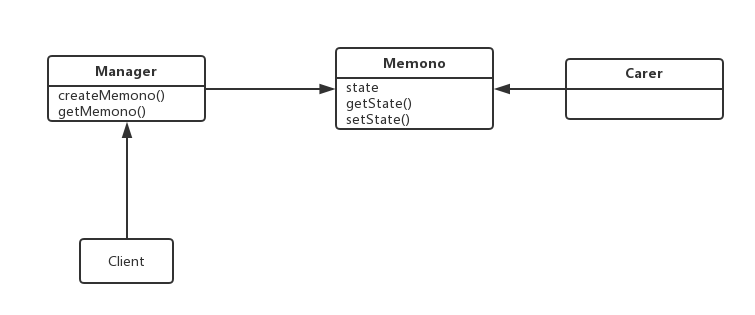 Manager
createMemono()
getMemono()
Memono
state
getState()
setState()
Carer
Client